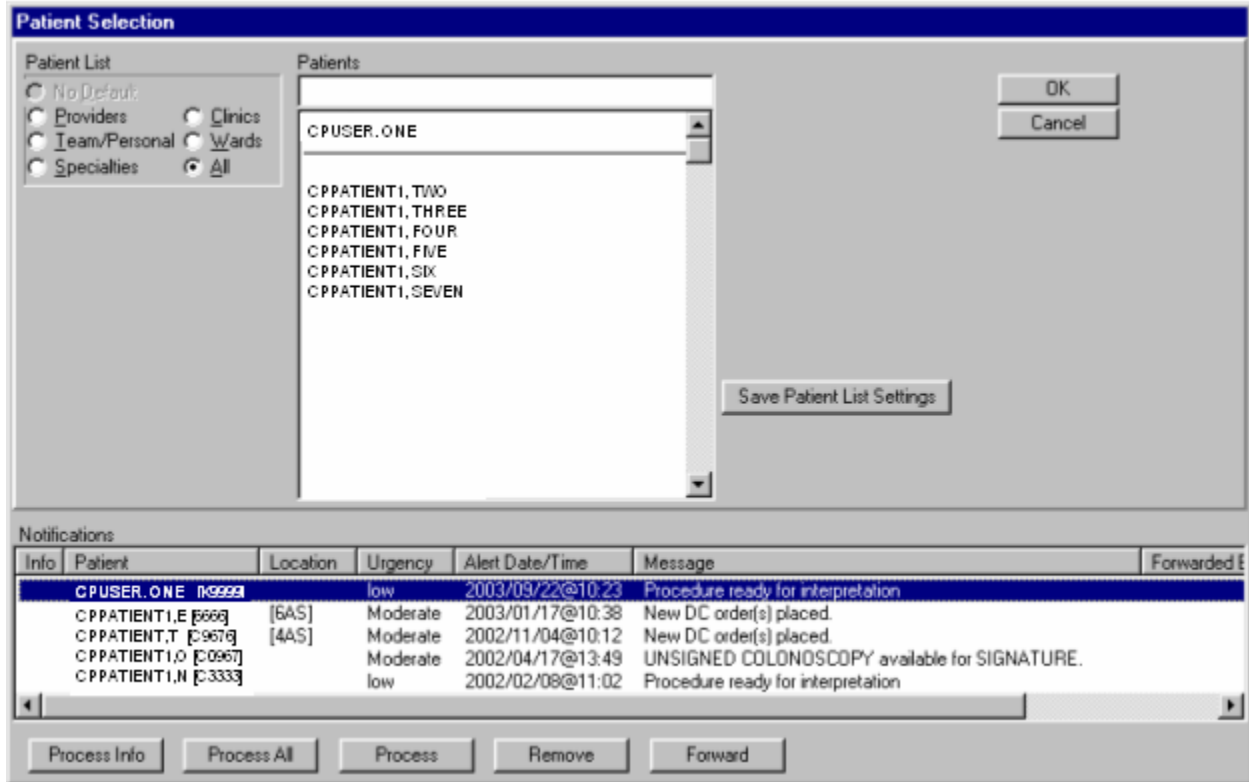 Patient Selection
Patient List
No Default
Providers
Clinics
Team/Personal
Wards
Specialties
All
Patients
CPUSER.ONE
CPPATIENT1, TWO
CPPATIENT1, THREE
CPPATIENT1, FOUR
CPPATIENT1, FIVE
CPPATIENT1, SIX
CPPATIENT1, SEVEN
OK
Cancel
Save Patient List Settings
Notifications
Info Patient Location Urgency Alert Date/Time Message Forwarded
CPUSER.ONE low 2003/09/22@10:23 Procedure ready for interpretation
CPPATIENT1,E [6AS] Moderate 2003/01/17@10:38 New DC order(s) placed.
CPPATIENT,T [C9676] [4AS] Moderate 2002/11/04@10:12 New DC order(s) placed.
CPPATIENT1,O [C0967] Moderate 2002/04/17@13:49 UNSIGNED COLONOSCOPY available for SIGNATURE.
CPPATIENT1,N [C3333] low 2002/02/08@11:02 Procedure ready for interpretation
Process Info Process All Process Remove Forward